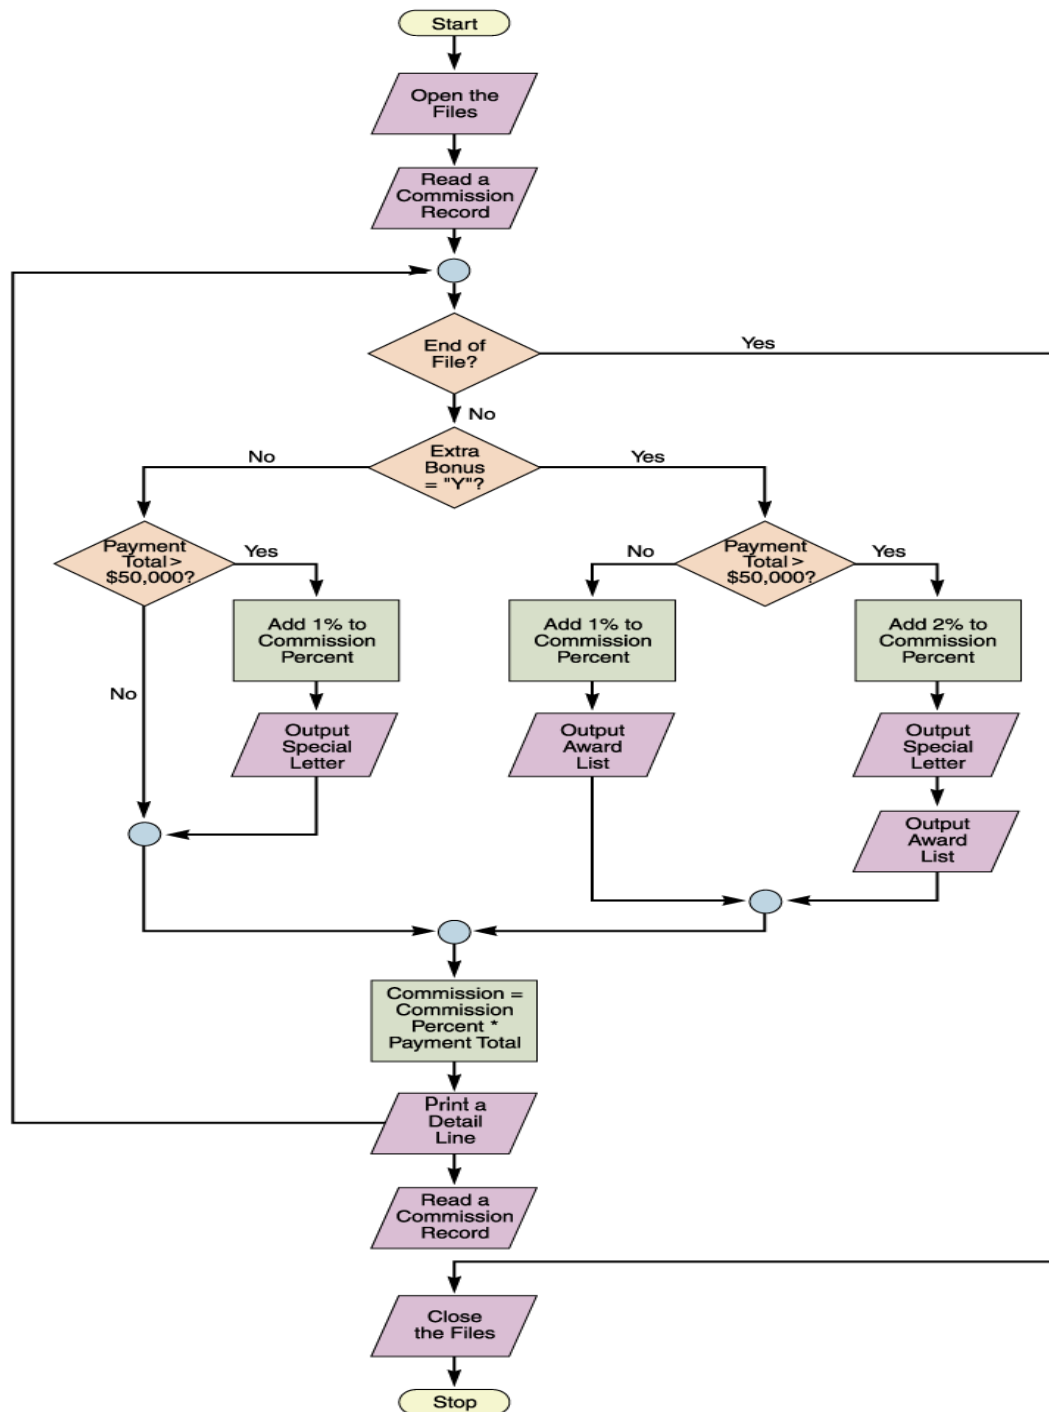 Start
Open the
Files
Read a
Commission
Record
End of
File?
Yes
No
Extra
Bonus
= "Y"?
No
Yes
Payment
Total >
$50,000?
Yes
No
Payment
Total >
$50,000?
No
Yes
Add 1% to
Commission
Percent
Add 1% to
Commission
Percent
Add 2% to
Commission
Percent
No
Output
Special
Letter
Output
Award
List
Output
Special
Letter
Output
Award
List
Commission =
Commission
Percent *
Payment Total
Print a
Detail
Line
Read a
Commission
Record
Close
the Files
Stop